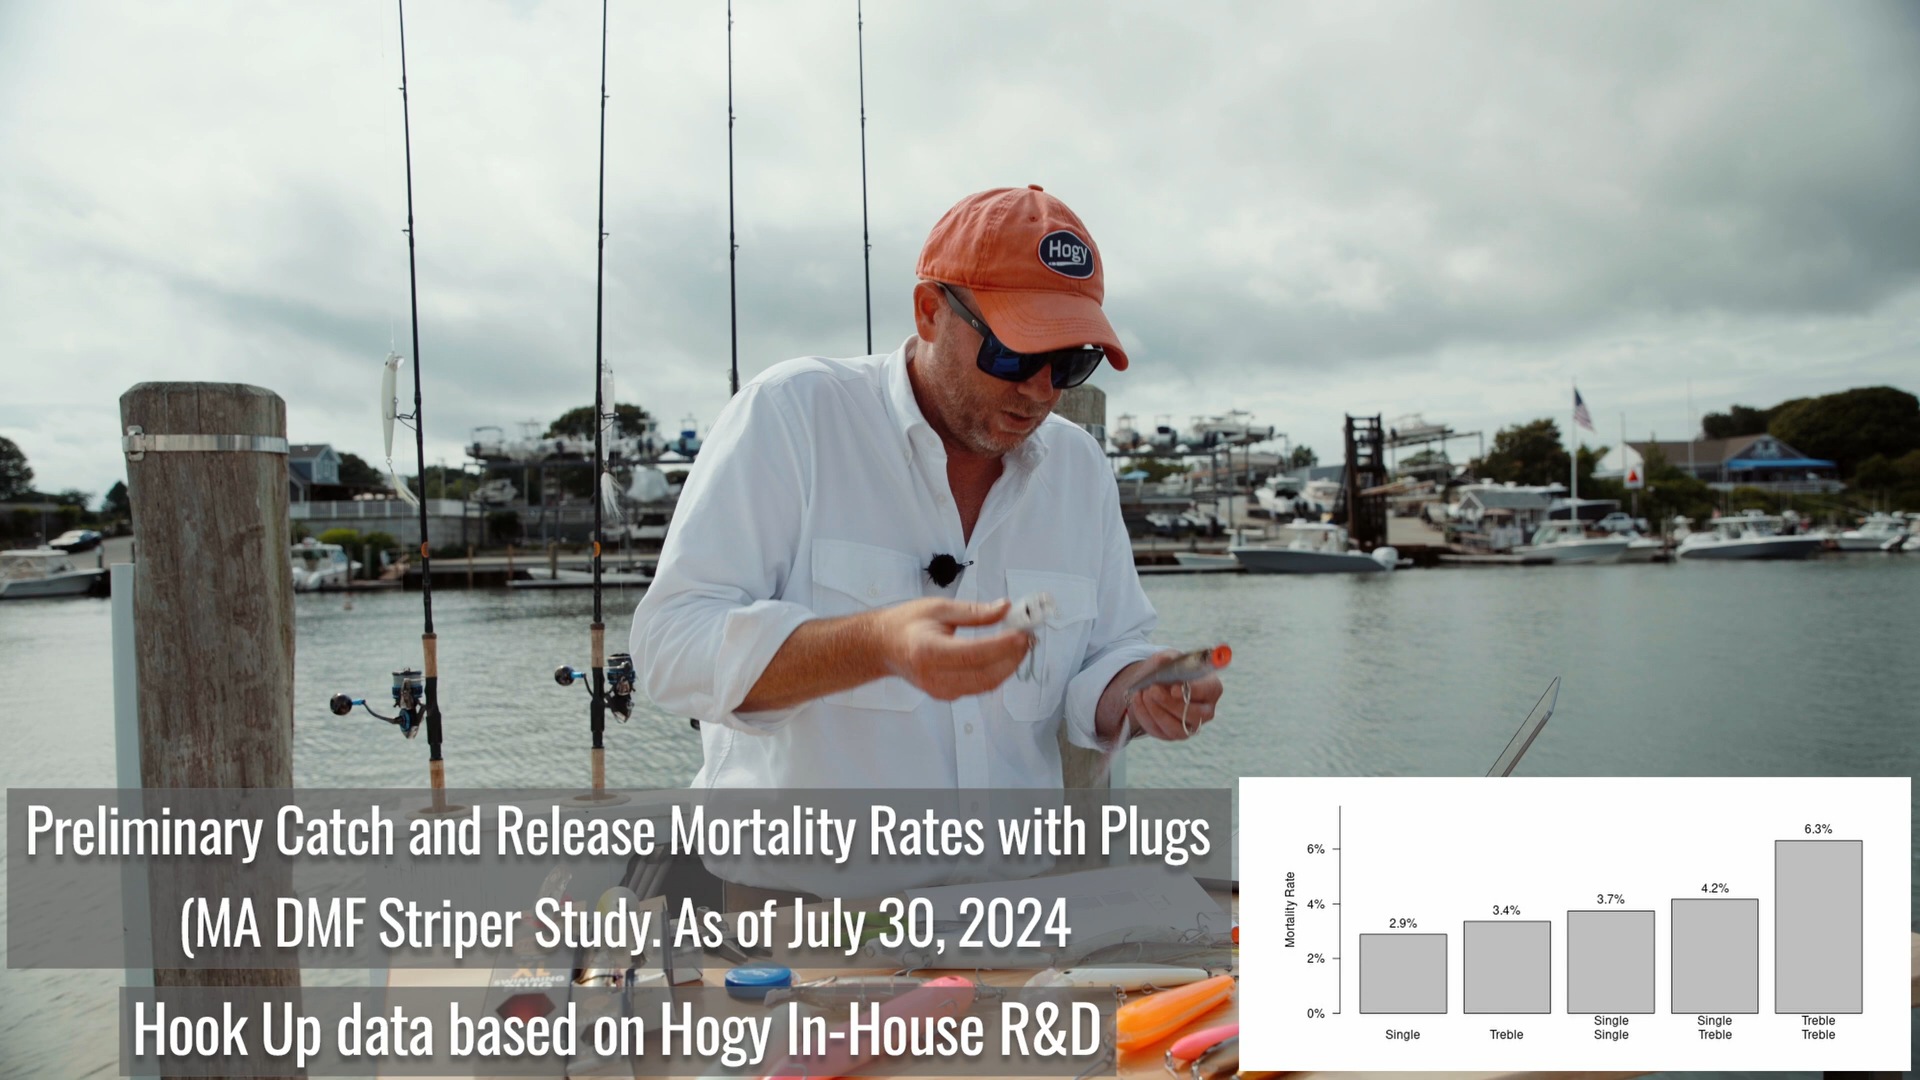 Hogy
Preliminary Catch and Release Mortality Rates with Plugs
(MA DMF Striper Study. As of July 30, 2024
Hook Up data based on Hogy In-House R&D
Mortality Rate
6%
4%
2%
0%
2.9%
3.4%
3.7%
4.2%
6.3%
Single
Treble
Single
Single
Single
Treble
Treble
Treble